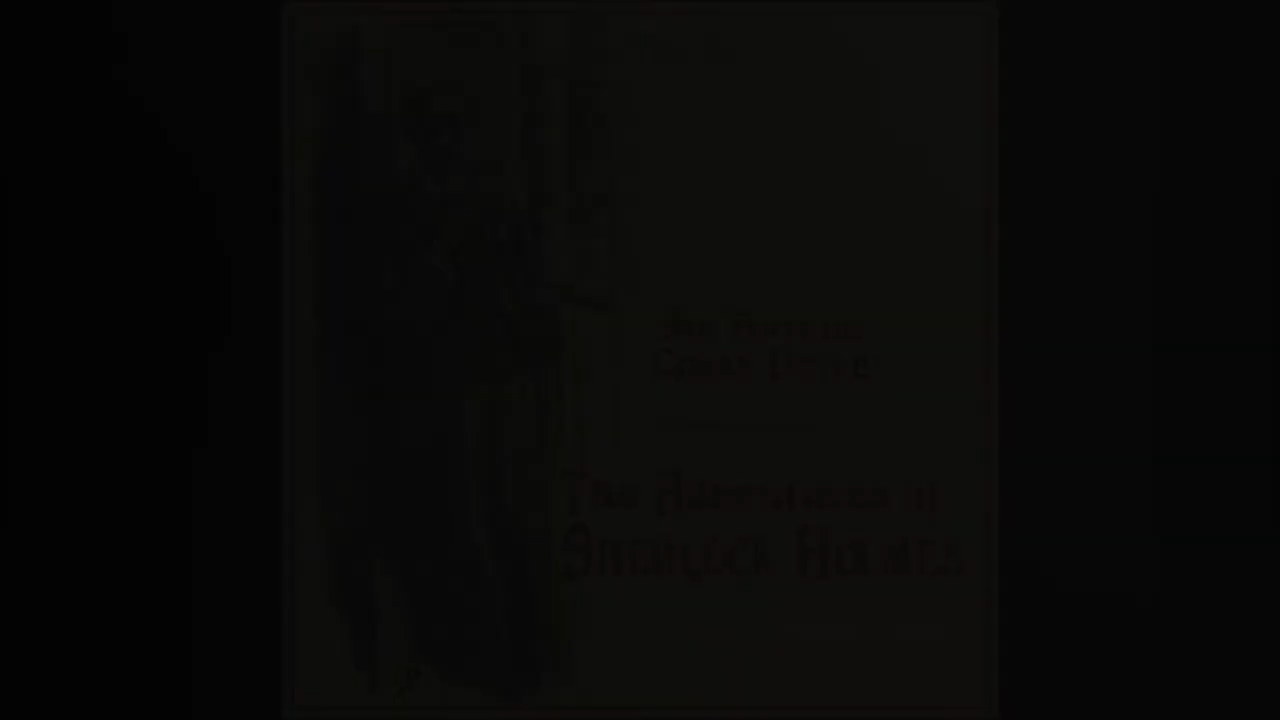 Sir Arthur
Conan Doyle
The Adventures of
Sherlock Holmes